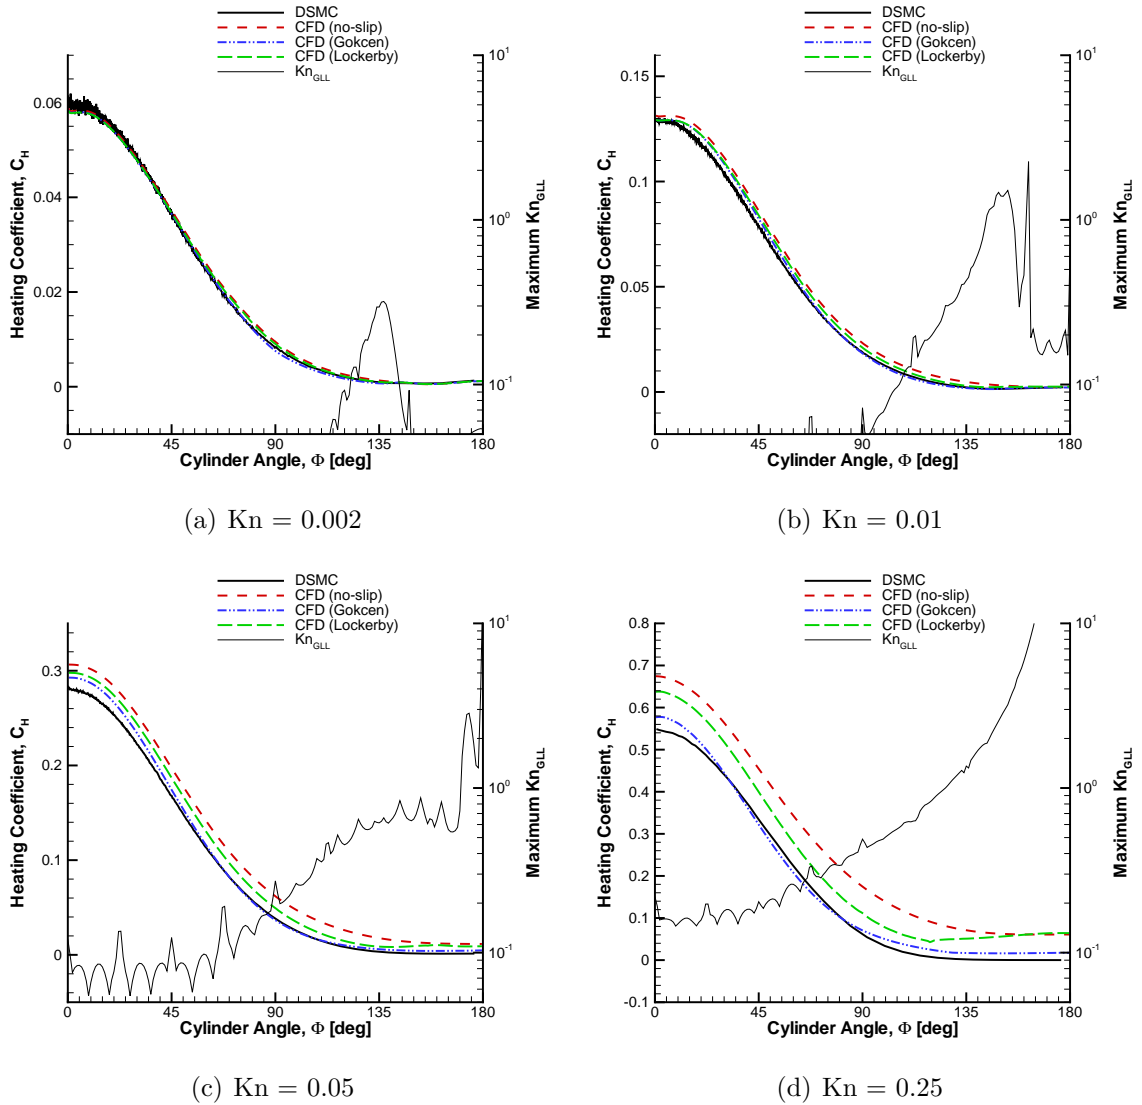 DSMC
CFD (no-slip)
CFD (Gokcen)
CFD (Lockerby)
Kn_GLL
Heating Coefficient, C_H
0.06
0.04
0.02
0
Maximum Kn_GLL
10^1
10^0
10^-1
0 45 90 135 180
Cylinder Angle, Φ [deg]
(a) Kn = 0.002
DSMC
CFD (no-slip)
CFD (Gokcen)
CFD (Lockerby)
Kn_GLL
Heating Coefficient, C_H
0.15
0.1
0.05
0
Maximum Kn_GLL
10^1
10^0
10^-1
0 45 90 135 180
Cylinder Angle, Φ [deg]
(b) Kn = 0.01
DSMC
CFD (no-slip)
CFD (Gokcen)
CFD (Lockerby)
Kn_GLL
Heating Coefficient, C_H
0.3
0.2
0.1
0
Maximum Kn_GLL
10^1
10^0
10^-1
0 45 90 135 180
Cylinder Angle, Φ [deg]
(c) Kn = 0.05
DSMC
CFD (no-slip)
CFD (Gokcen)
CFD (Lockerby)
Kn_GLL
Heating Coefficient, C_H
0.8
0.7
0.6
0.5
0.4
0.3
0.2
0.1
0
-0.1
Maximum Kn_GLL
10^1
10^0
10^-1
0 45 90 135 180
Cylinder Angle, Φ [deg]
(d) Kn = 0.25